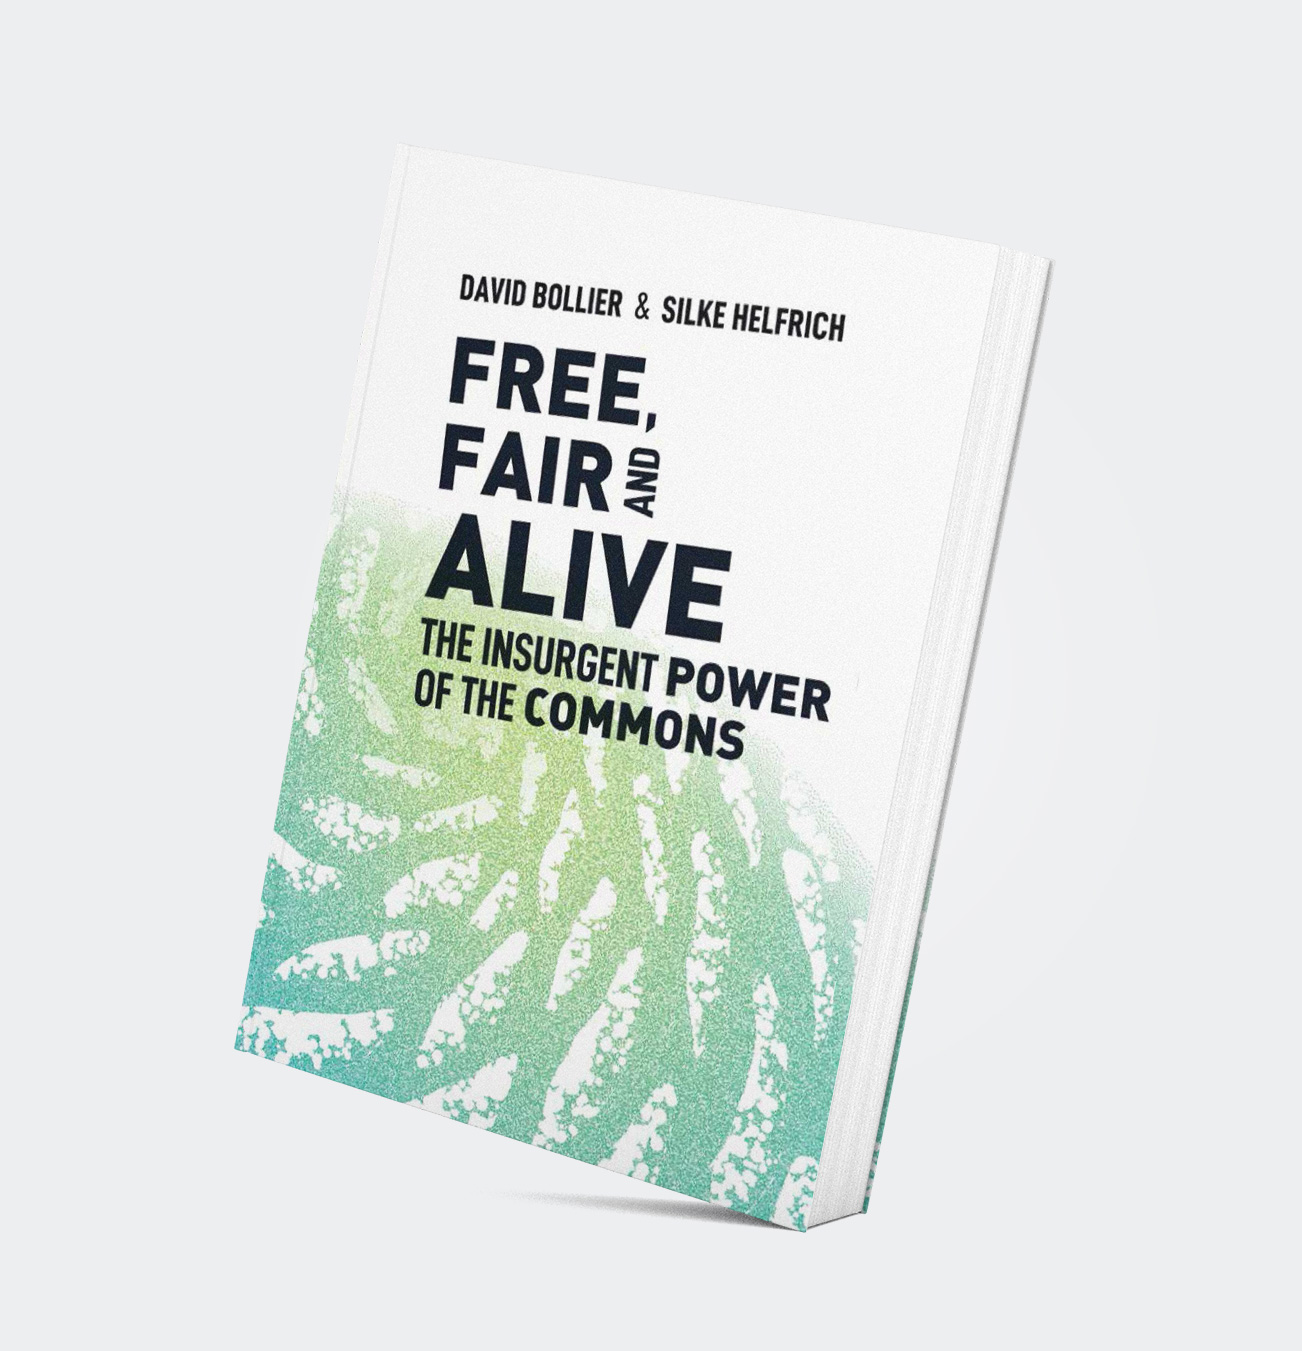 DAVID BOLLIER & SILKE HELFRICH
FREE,
FAIR AND
ALIVE
THE INSURGENT POWER
OF THE COMMONS